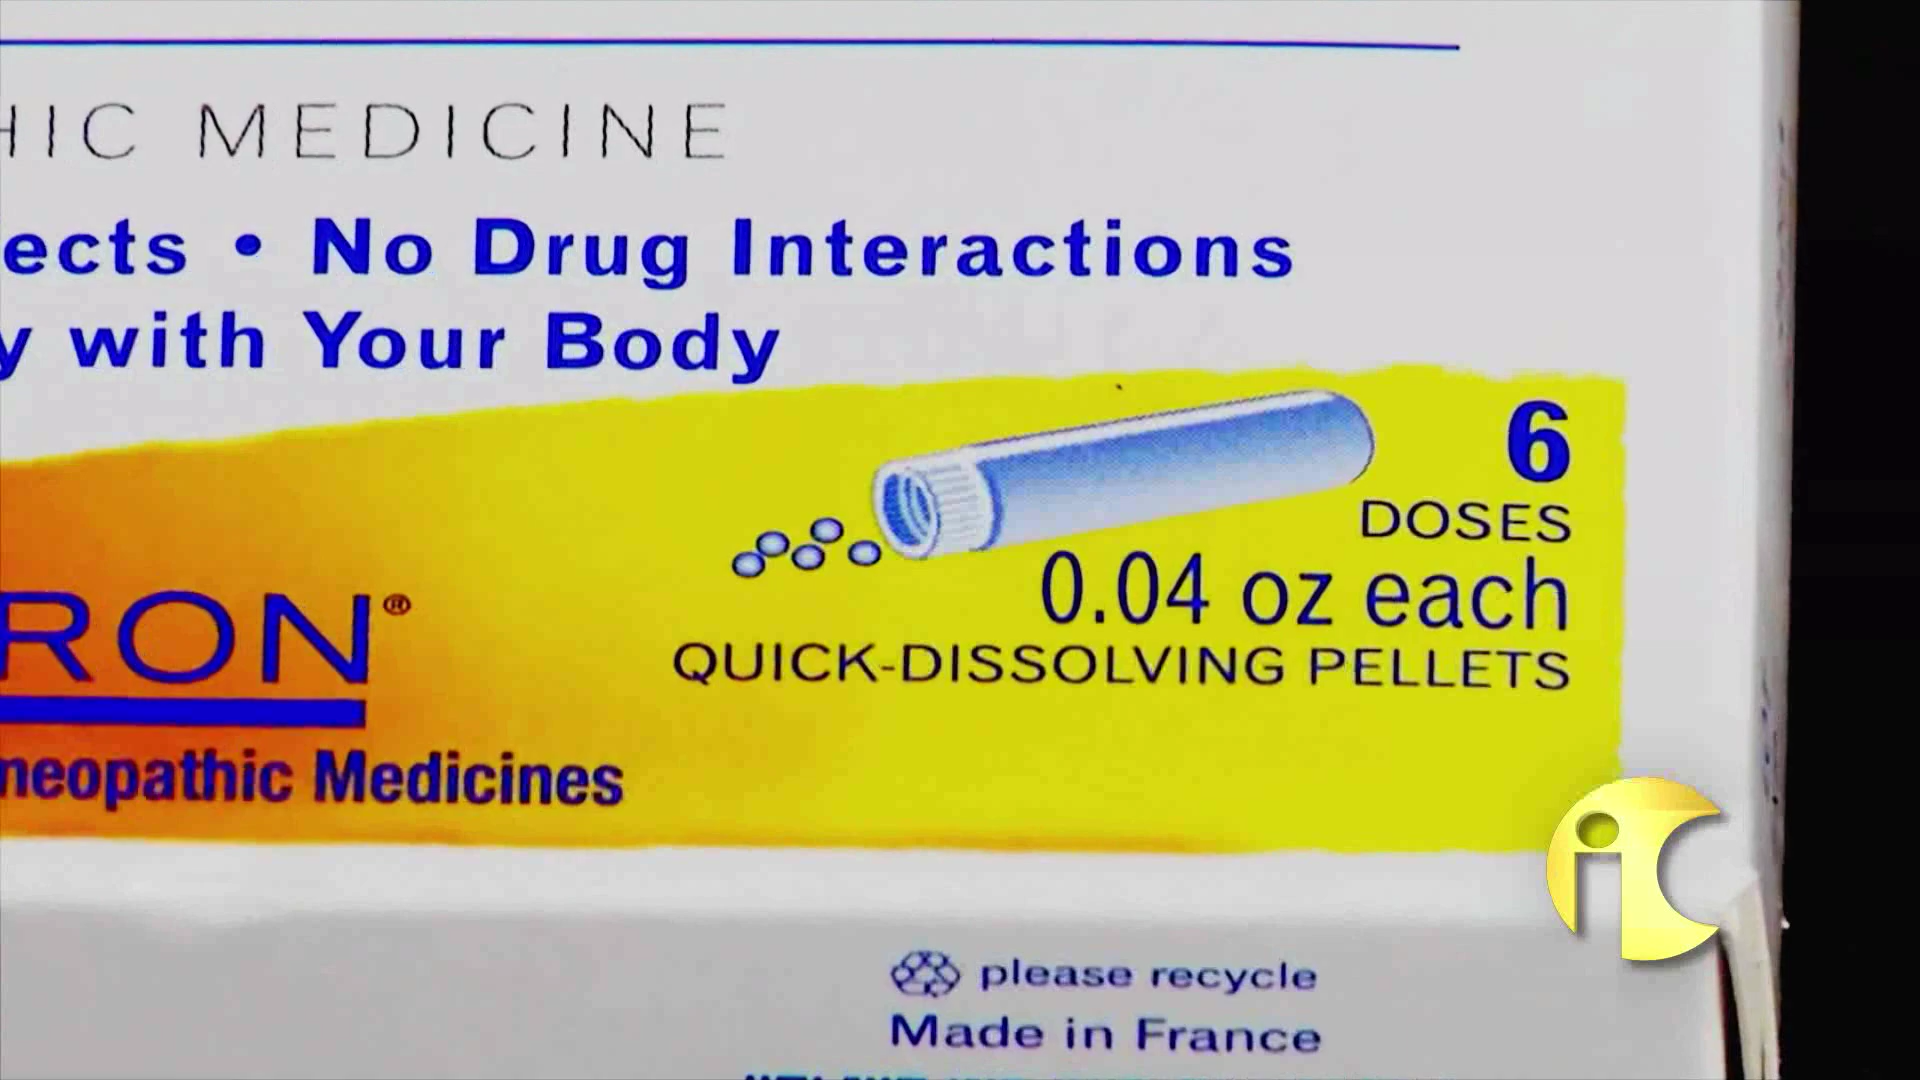 HIC MEDICINE
ects • No Drug Interactions
y with Your Body
6
DOSES
0.04 oz each
QUICK-DISSOLVING PELLETS
RON®
neopathic Medicines
iC
please recycle
Made in France